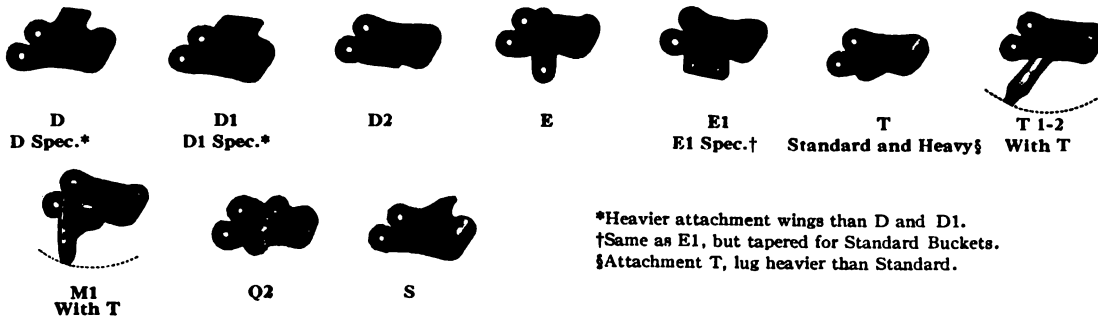 D D1 D2 E E1 T T 1-2
D Spec.* D1 Spec.* E1 Spec.† Standard and Heavy§ With T
*Heavier attachment wings than D and D1.
†Same as E1, but tapered for Standard Buckets.
§Attachment T, lug heavier than Standard.
M1 Q2 S
With T